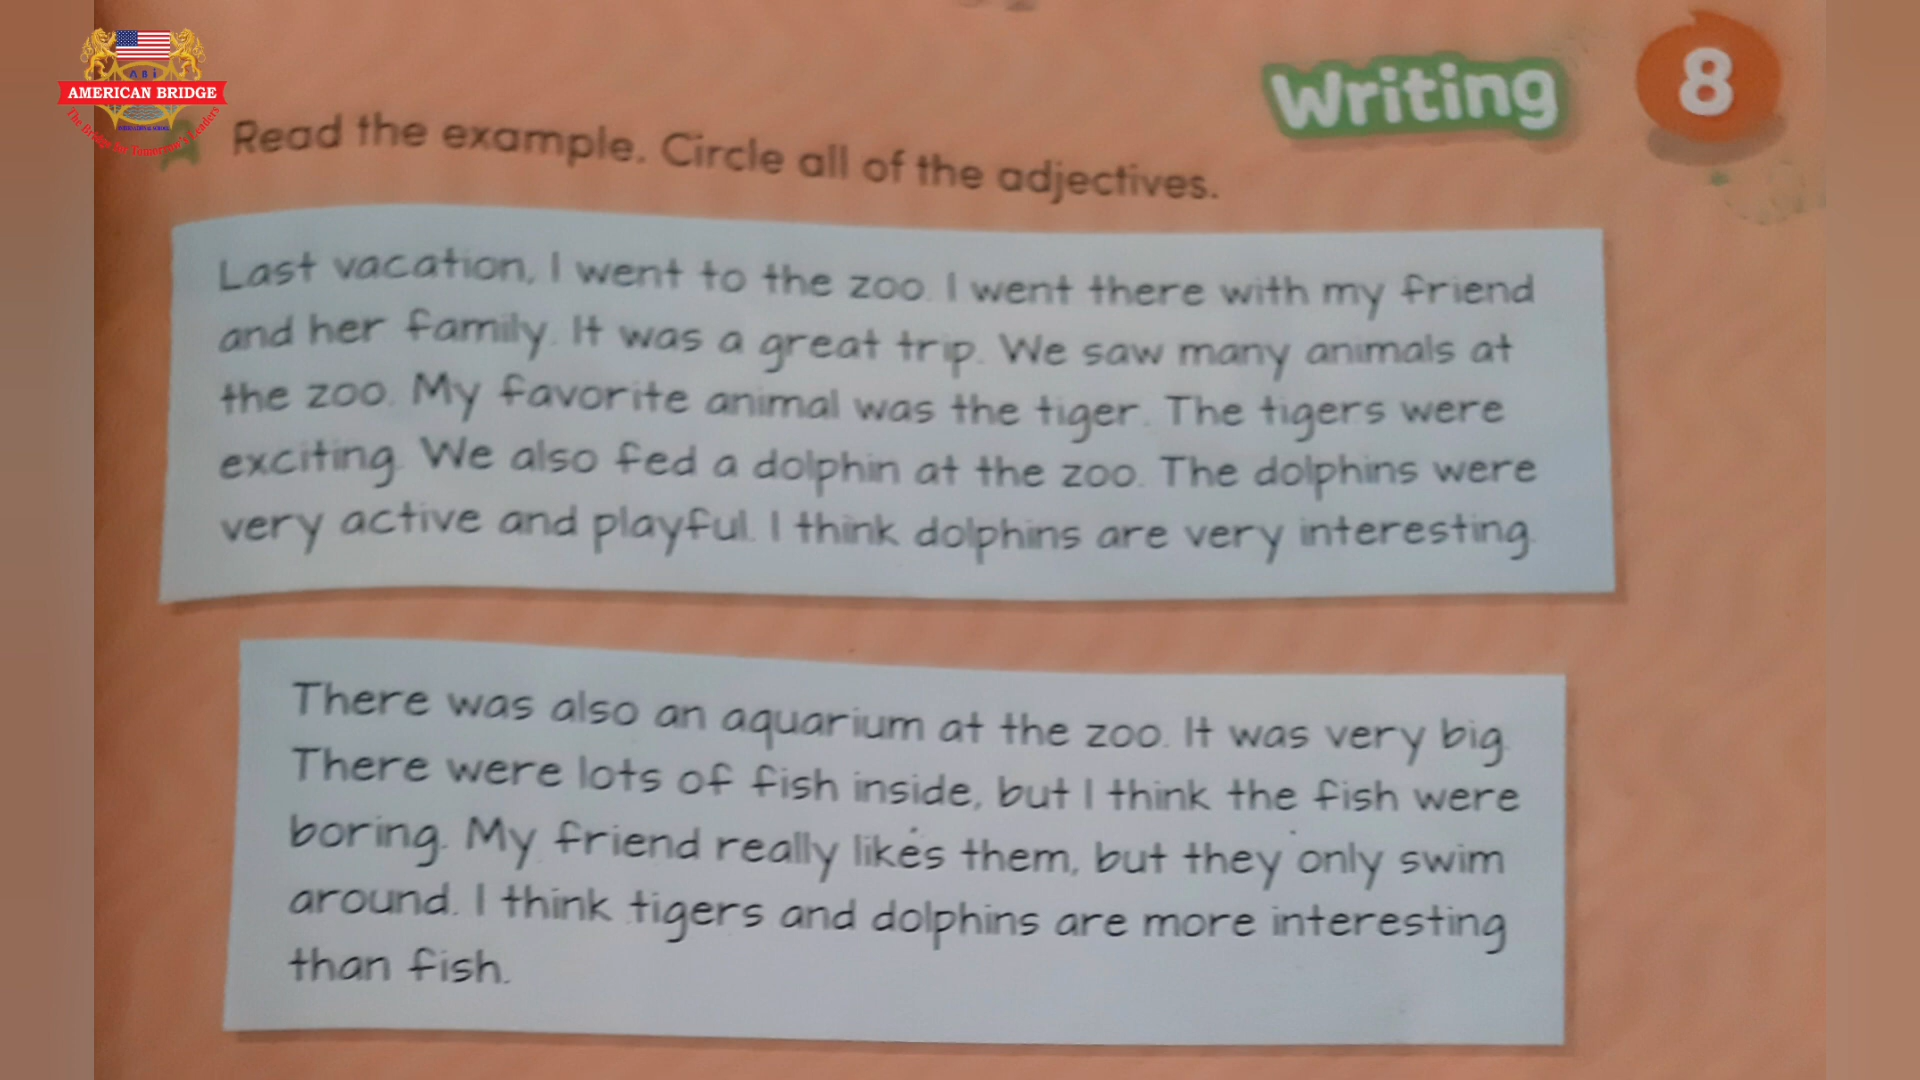 AMERICAN BRIDGE
The Bridge for Tomorrow's Leaders
Writing 8
Read the example. Circle all of the adjectives.
Last vacation, I went to the zoo. I went there with my friend
and her family. It was a great trip. We saw many animals at
the zoo. My favorite animal was the tiger. The tigers were
exciting. We also fed a dolphin at the zoo. The dolphins were
very active and playful. I think dolphins are very interesting.
There was also an aquarium at the zoo. It was very big.
There were lots of fish inside, but I think the fish were
boring. My friend really likes them, but they only swim
around. I think tigers and dolphins are more interesting
than fish.